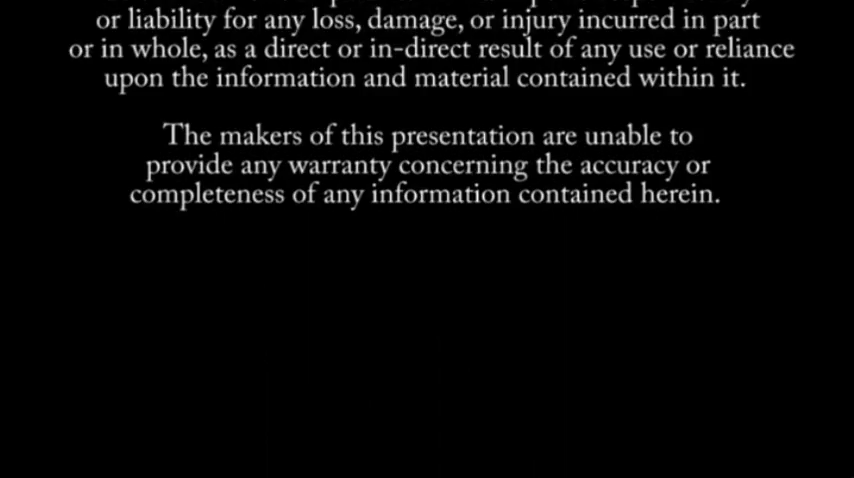 or liability for any loss, damage, or injury incurred in part
or in whole, as a direct or in-direct result of any use or reliance
upon the information and material contained within it.
The makers of this presentation are unable to
provide any warranty concerning the accuracy or
completeness of any information contained herein.